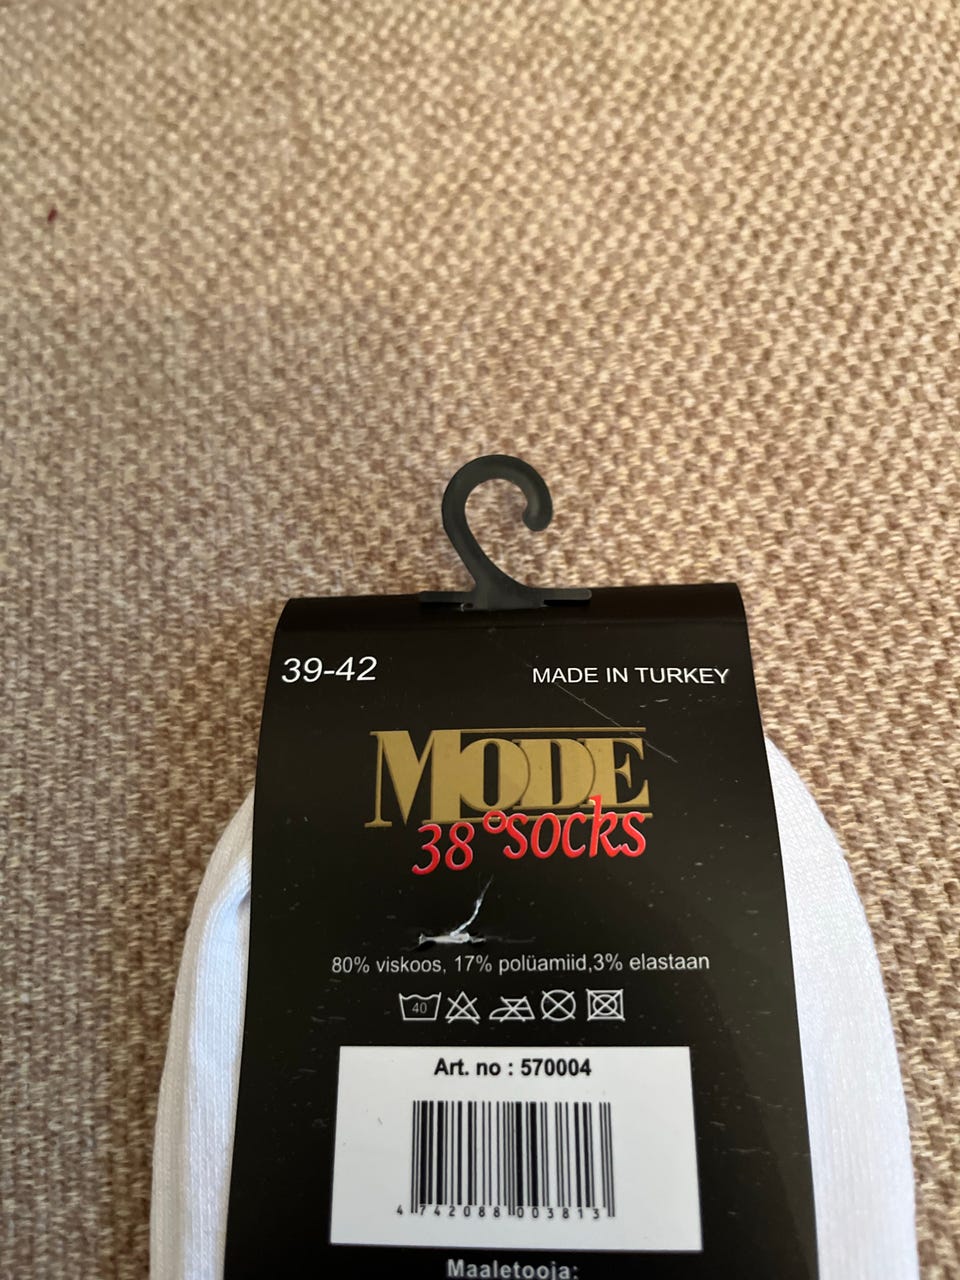 39-42
MADE IN TURKEY
MODE
38°socks
80% viskoos, 17% polüamiid,3% elastaan
40
Art. no : 570004
4 742088 003813
Maaletooja: